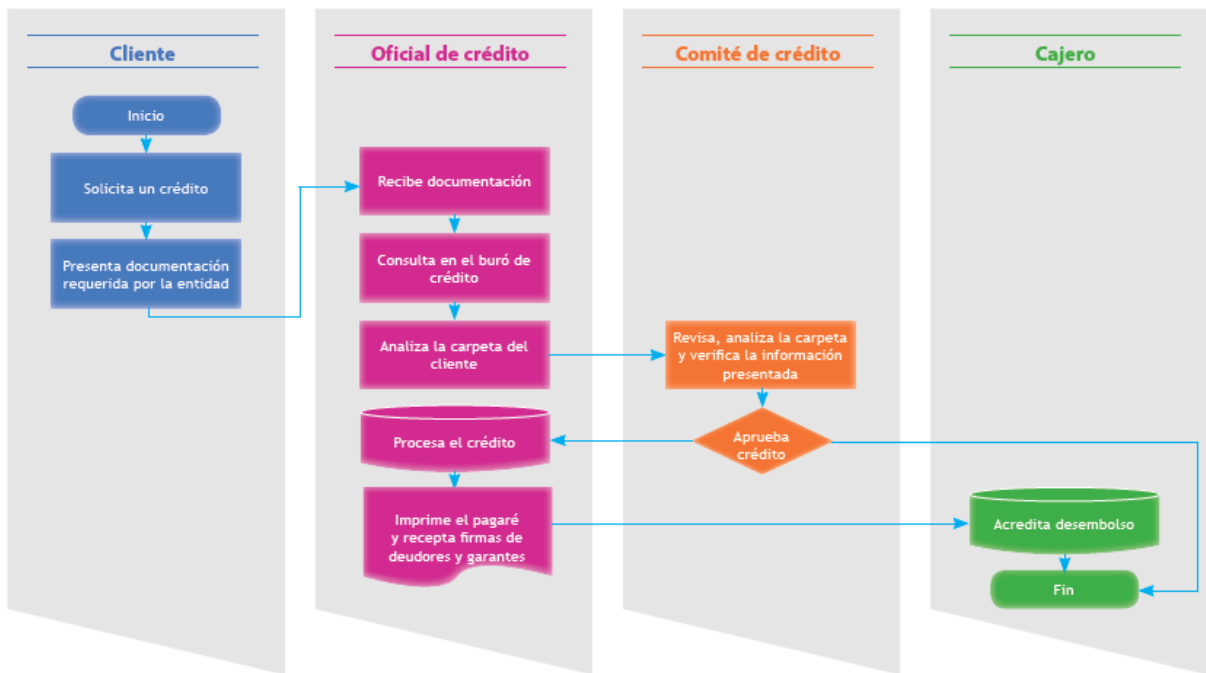 Cliente
Inicio
Solicita un crédito
Presenta documentación
requerida por la entidad
Oficial de crédito
Recibe documentación
Consulta en el buró de
crédito
Analiza la carpeta del
cliente
Procesa el crédito
Imprime el pagaré
y recepta firmas de
deudores y garantes
Comité de crédito
Revisa, analiza la carpeta
y verifica la información
presentada
Aprueba
crédito
Cajero
Acredita desembolso
Fin